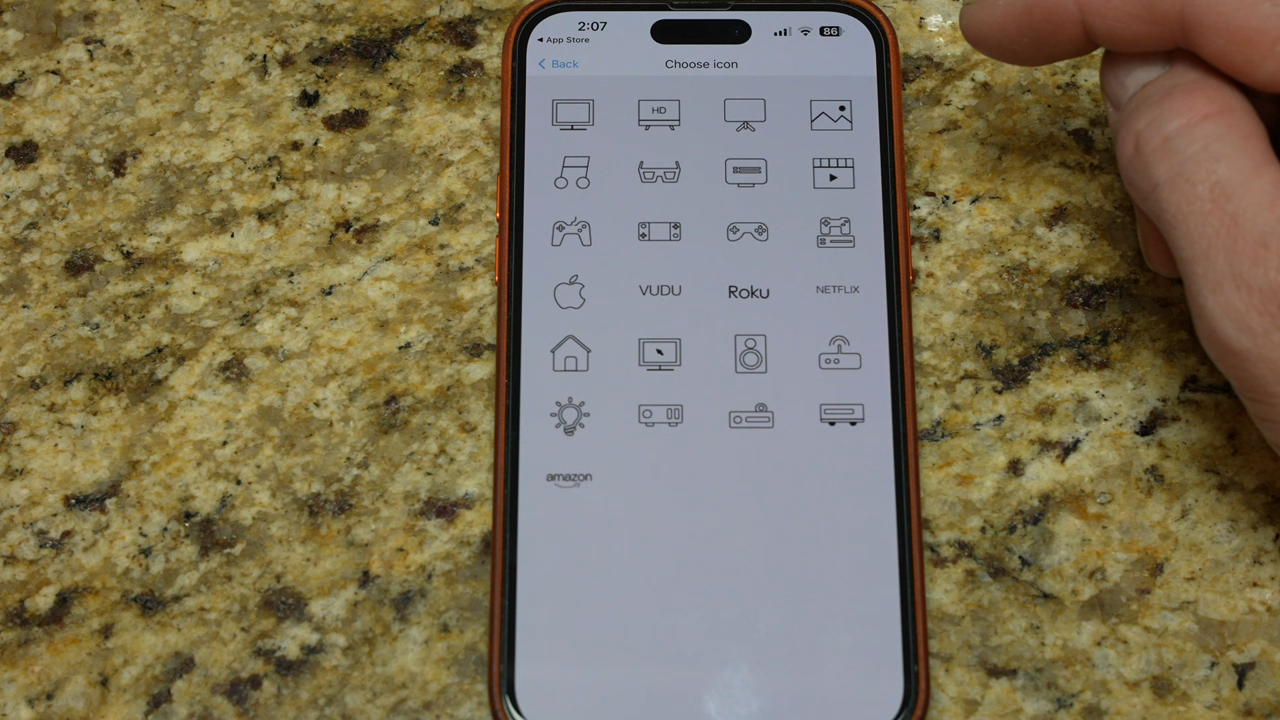 2:07
86
◀ App Store
Back
Choose icon
HD
VUDU
Roku
NETFLIX
amazon